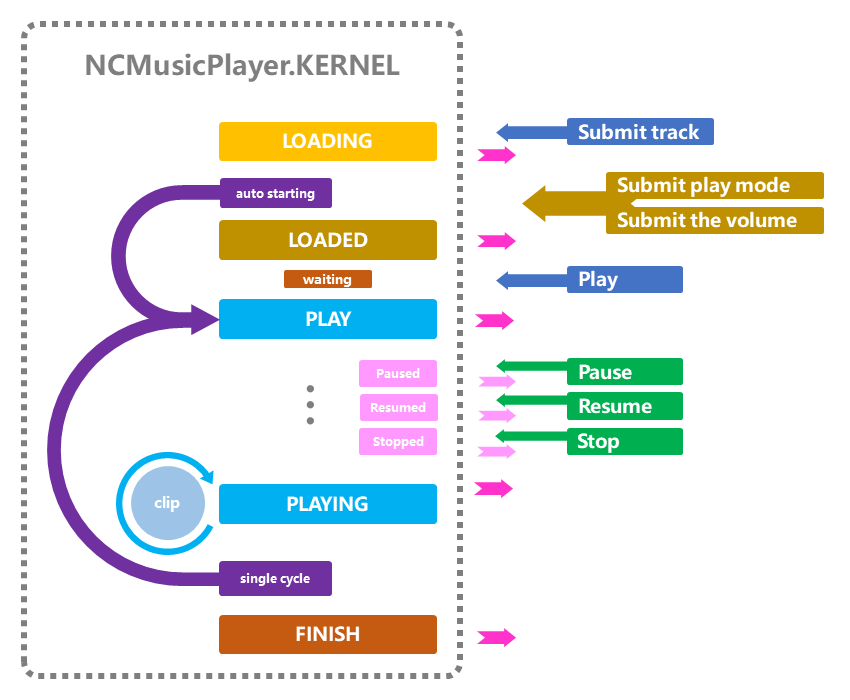 NCMusicPlayer.KERNEL
LOADING
Submit track
auto starting
Submit play mode
Submit the volume
LOADED
waiting
Play
PLAY
Paused
Pause
Resumed
Resume
Stopped
Stop
clip
PLAYING
single cycle
FINISH